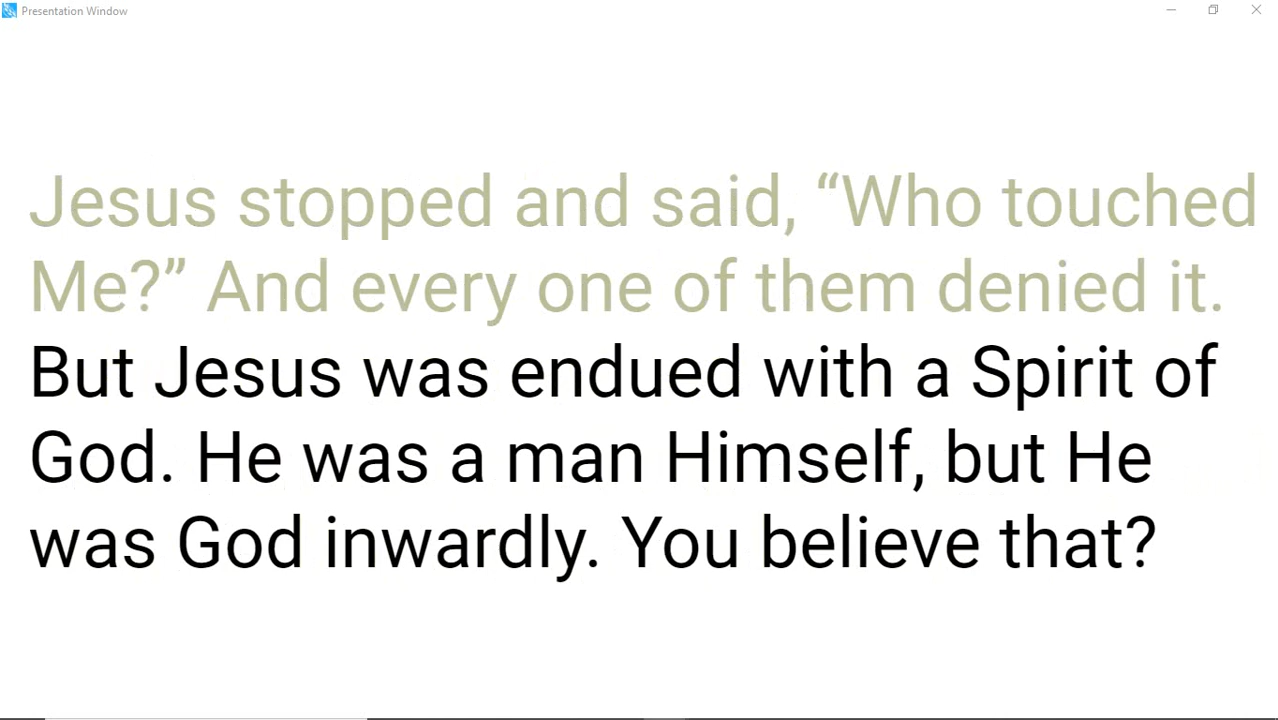 Presentation Window
Jesus stopped and said, “Who touched
Me?” And every one of them denied it.
But Jesus was endued with a Spirit of
God. He was a man Himself, but He
was God inwardly. You believe that?